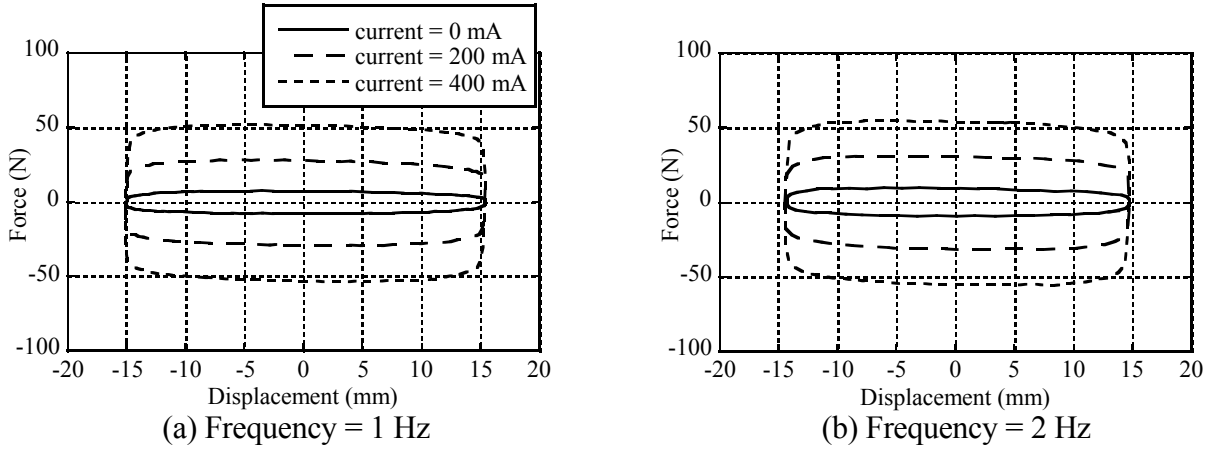 current = 0 mA
current = 200 mA
current = 400 mA
100
50
0
-50
-100
Force (N)
-20 -15 -10 -5 0 5 10 15 20
Displacement (mm)
(a) Frequency = 1 Hz
100
50
0
-50
-100
Force (N)
-20 -15 -10 -5 0 5 10 15 20
Displacement (mm)
(b) Frequency = 2 Hz